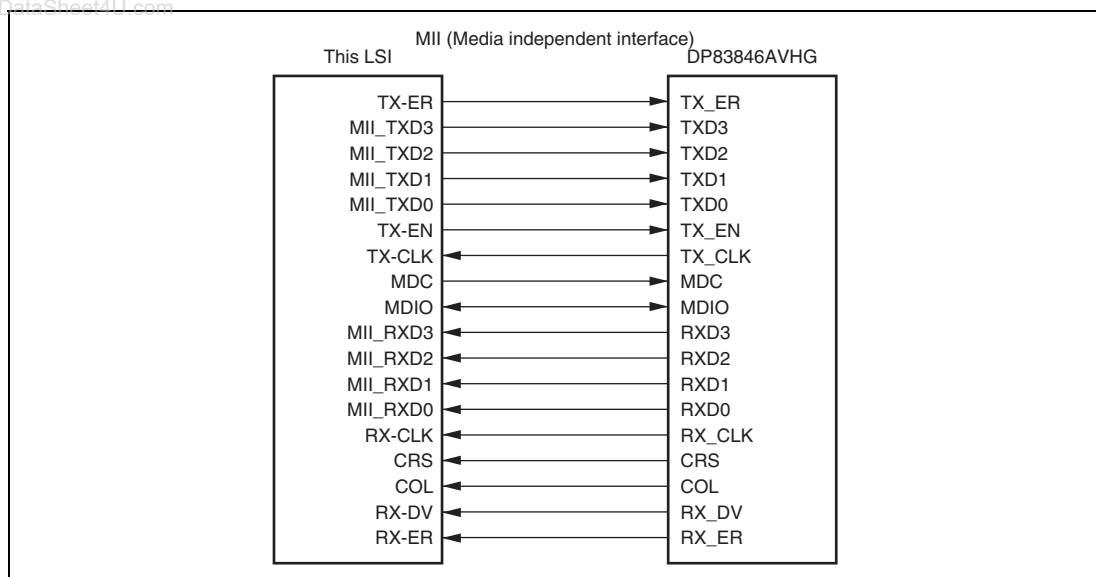 DataSheet4U.com
MII (Media independent interface)
This LSI DP83846AVHG
TX-ER TX_ER
MII_TXD3 TXD3
MII_TXD2 TXD2
MII_TXD1 TXD1
MII_TXD0 TXD0
TX-EN TX_EN
TX-CLK TX_CLK
MDC MDC
MDIO MDIO
MII_RXD3 RXD3
MII_RXD2 RXD2
MII_RXD1 RXD1
MII_RXD0 RXD0
RX-CLK RX_CLK
CRS CRS
COL COL
RX-DV RX_DV
RX-ER RX_ER